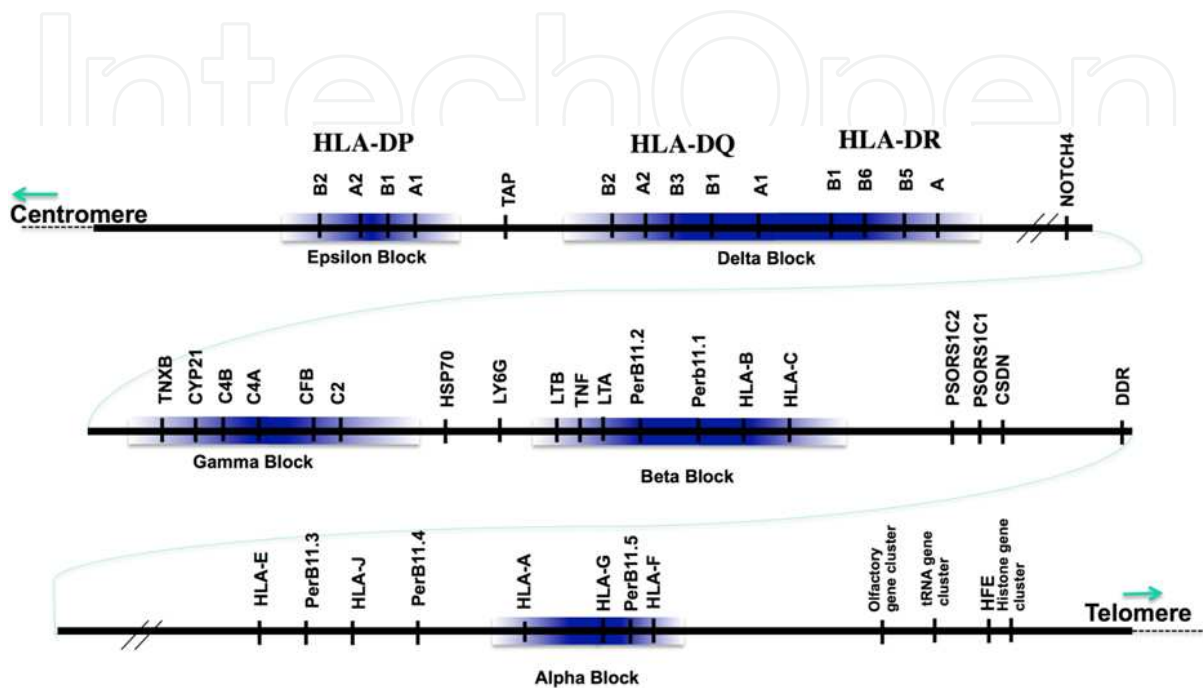 IntechOpen
HLA-DP
HLA-DQ
HLA-DR
B2 A2 B1 A1 TAP B2 A2 B3 B1 A1 B1 B6 B5 A NOTCH4
Centromere
Epsilon Block
Delta Block
TNXB CYP21 C4B C4A CFB C2 HSP70 LY6G LTB TNF LTA PerB11.2 Perb11.1 HLA-B HLA-C PSORS1C2 PSORS1C1 CSDN DDR
Gamma Block
Beta Block
HLA-E PerB11.3 HLA-J PerB11.4 HLA-A HLA-G PerB11.5 HLA-F
Olfactory
gene cluster
tRNA gene
cluster
HFE
Histone gene
cluster
Telomere
Alpha Block